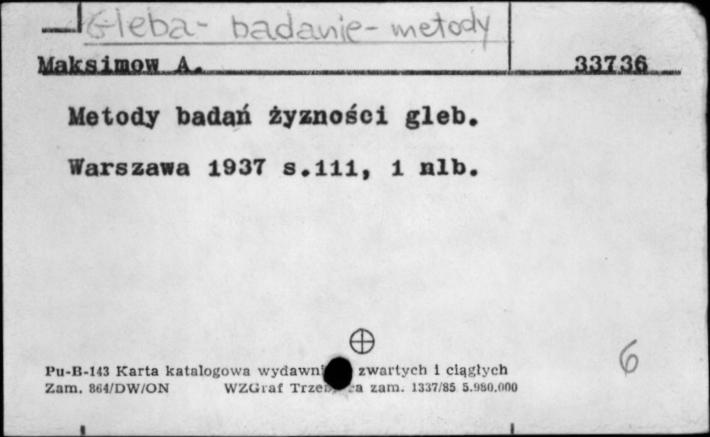 Gleba - badanie - metody
Maksimow A. 33736
Metody badań żyzności gleb.
Warszawa 1937 s.111, 1 nlb.
6
Pu-B-143 Karta katalogowa wydawni zwartych i ciągłych
Zam. 864/DW/ON WZGraf zam. 1337/85 5.980.000